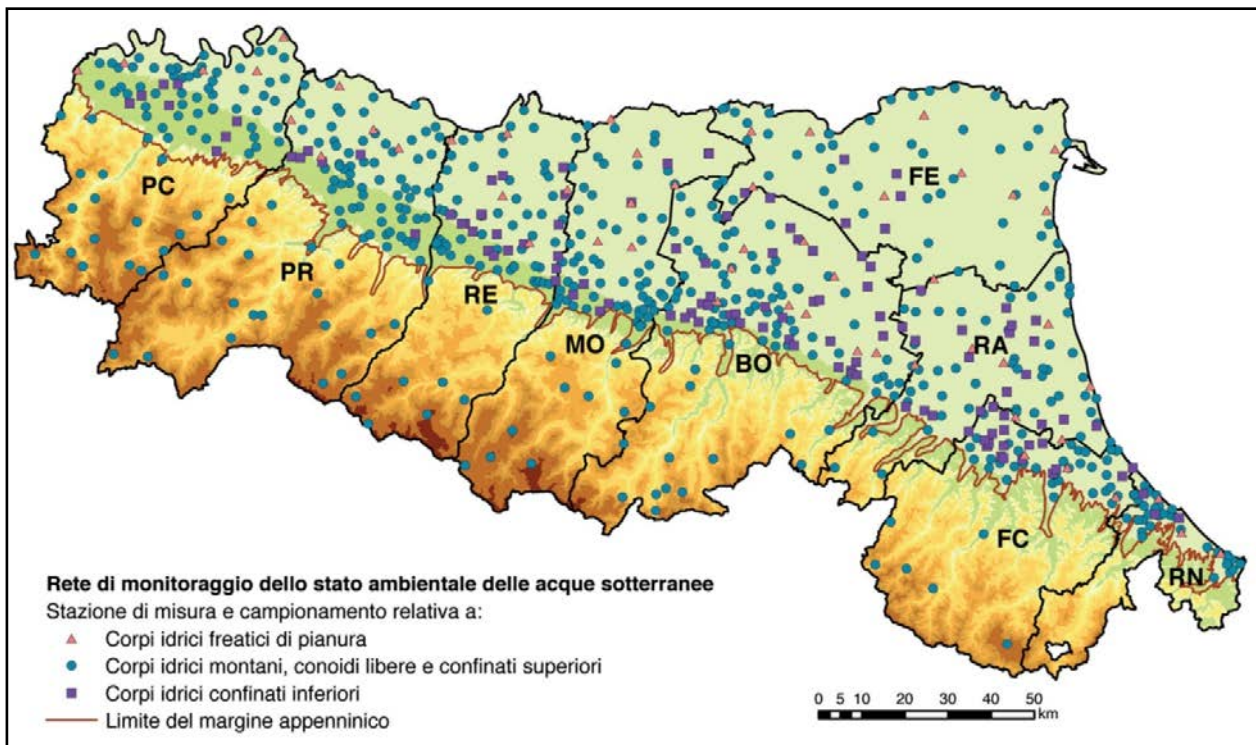 PC
FE
PR
RE
MO
BO
RA
FC
RN
Rete di monitoraggio dello stato ambientale delle acque sotterranee
Stazione di misura e campionamento relativa a:
Corpi idrici freatici di pianura
Corpi idrici montani, conoidi libere e confinati superiori
Corpi idrici confinati inferiori
Limite del margine appenninico
0 5 10 20 30 40 50
km